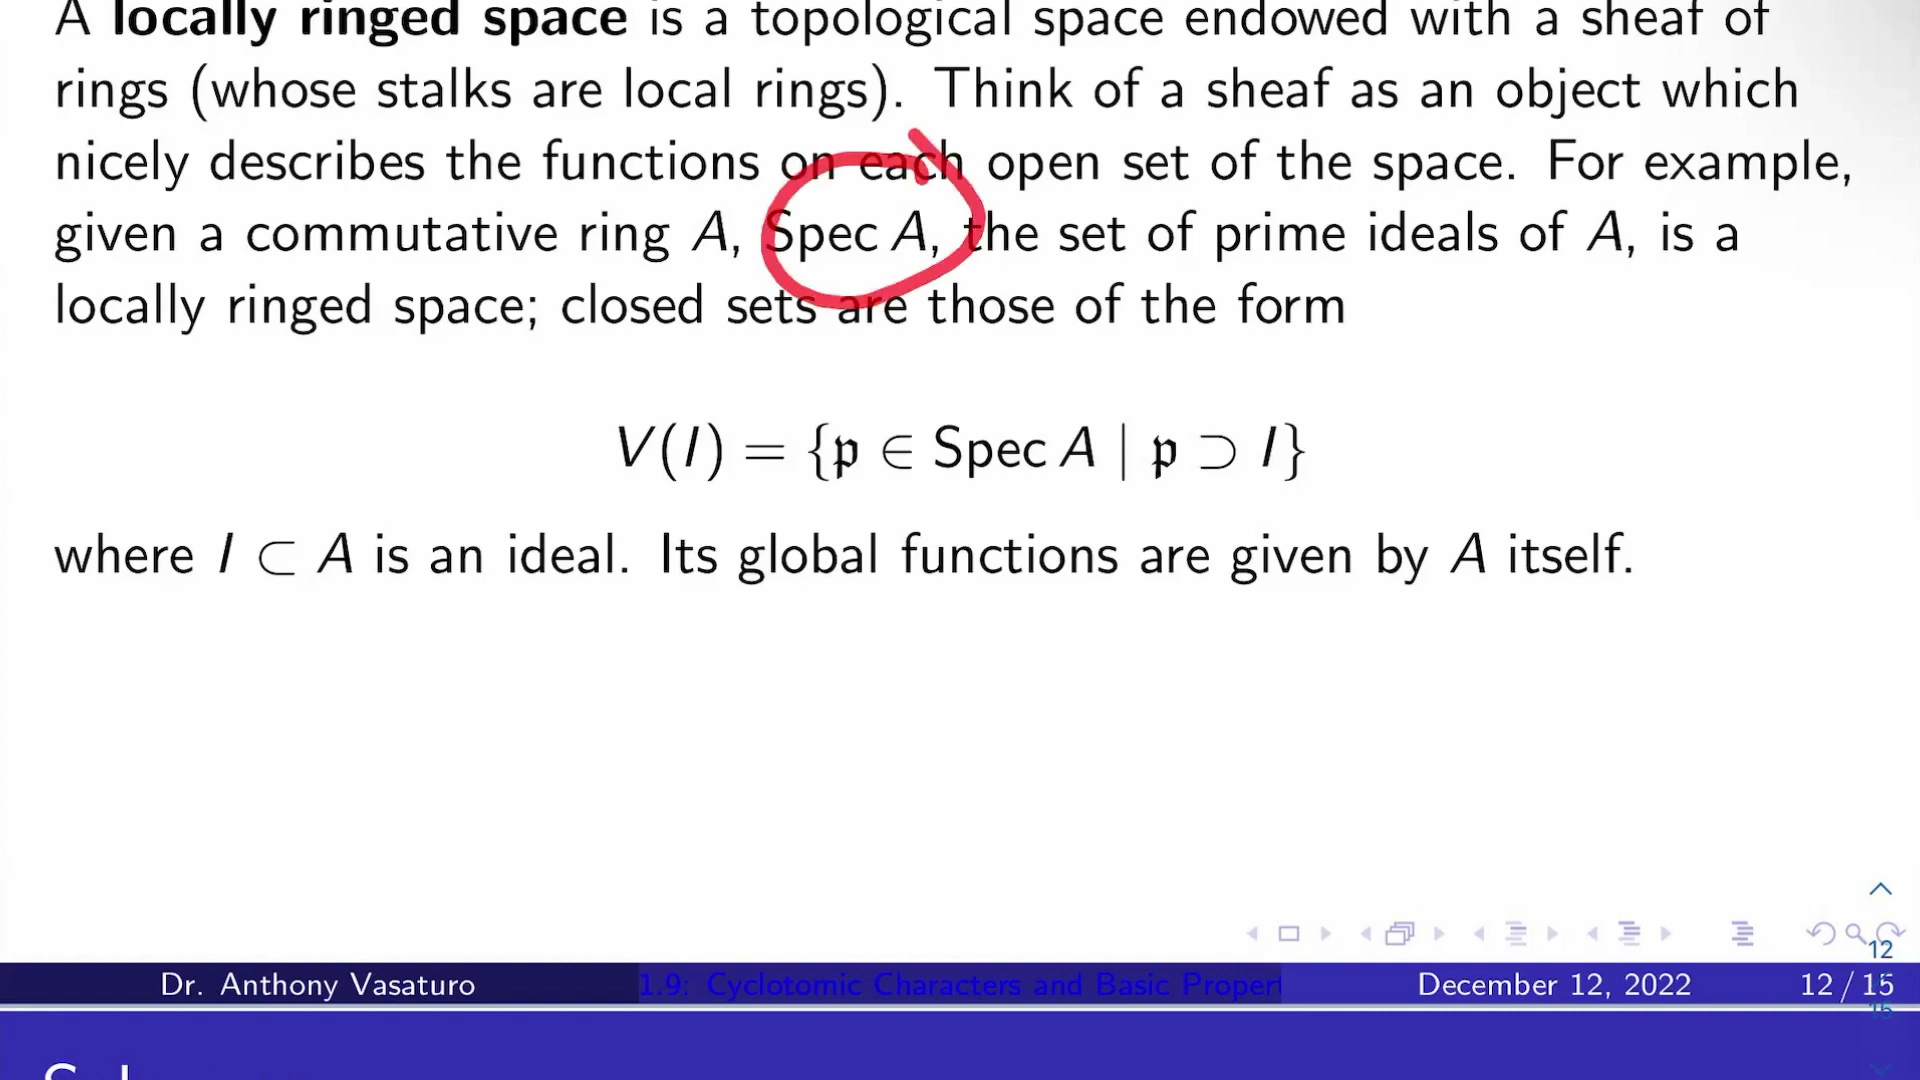 A locally ringed space is a topological space endowed with a sheaf of
rings (whose stalks are local rings). Think of a sheaf as an object which
nicely describes the functions on each open set of the space. For example,
given a commutative ring A, Spec A, the set of prime ideals of A, is a
locally ringed space; closed sets are those of the form
V(I) = {𝔭 ∈ Spec A | 𝔭 ⊃ I}
where I ⊂ A is an ideal. Its global functions are given by A itself.
12
Dr. Anthony Vasaturo 1.9: Cyclotomic Characters and Basic Proper December 12, 2022 12 / 15
15